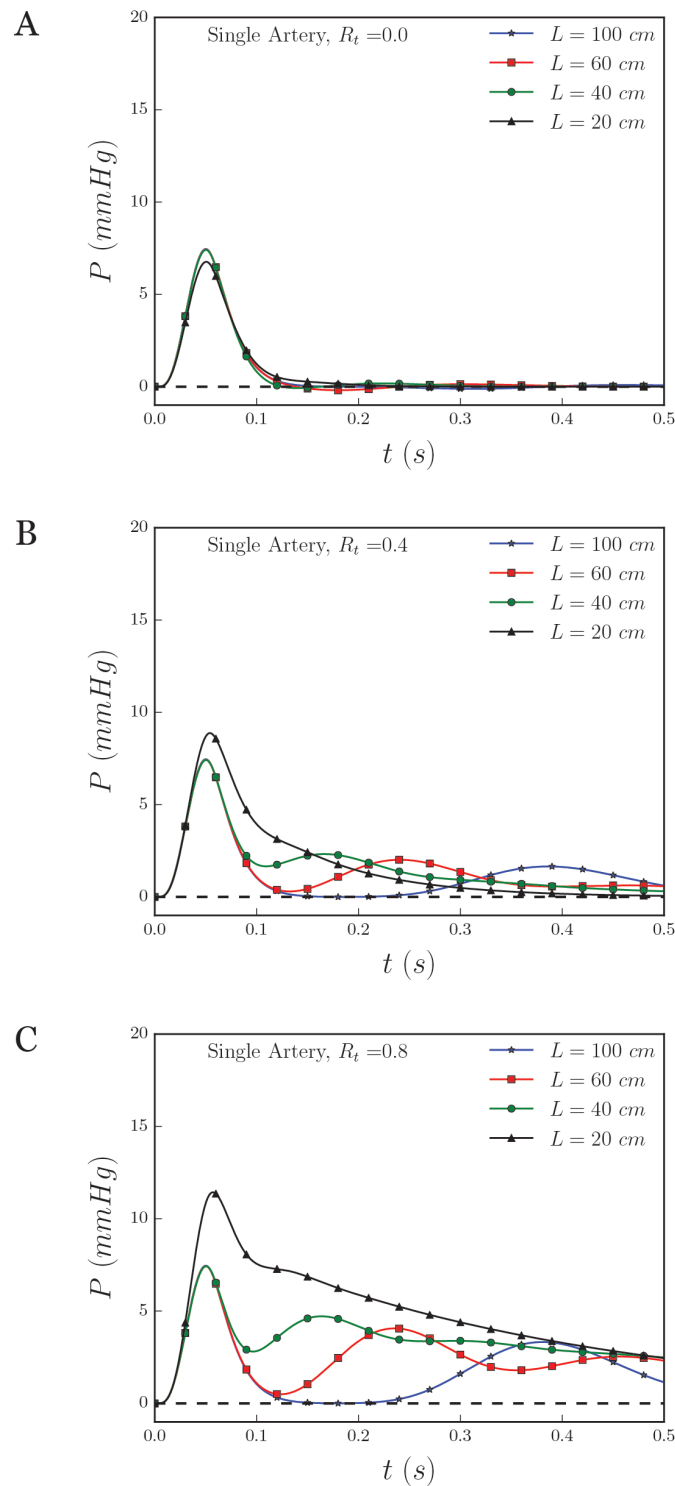 A
Single Artery, R_t =0.0
L = 100 cm
L = 60 cm
L = 40 cm
L = 20 cm
P (mmHg)
20
15
10
5
0
0.0 0.1 0.2 0.3 0.4 0.5
t (s)
B
Single Artery, R_t =0.4
L = 100 cm
L = 60 cm
L = 40 cm
L = 20 cm
P (mmHg)
20
15
10
5
0
0.0 0.1 0.2 0.3 0.4 0.5
t (s)
C
Single Artery, R_t =0.8
L = 100 cm
L = 60 cm
L = 40 cm
L = 20 cm
P (mmHg)
20
15
10
5
0
0.0 0.1 0.2 0.3 0.4 0.5
t (s)